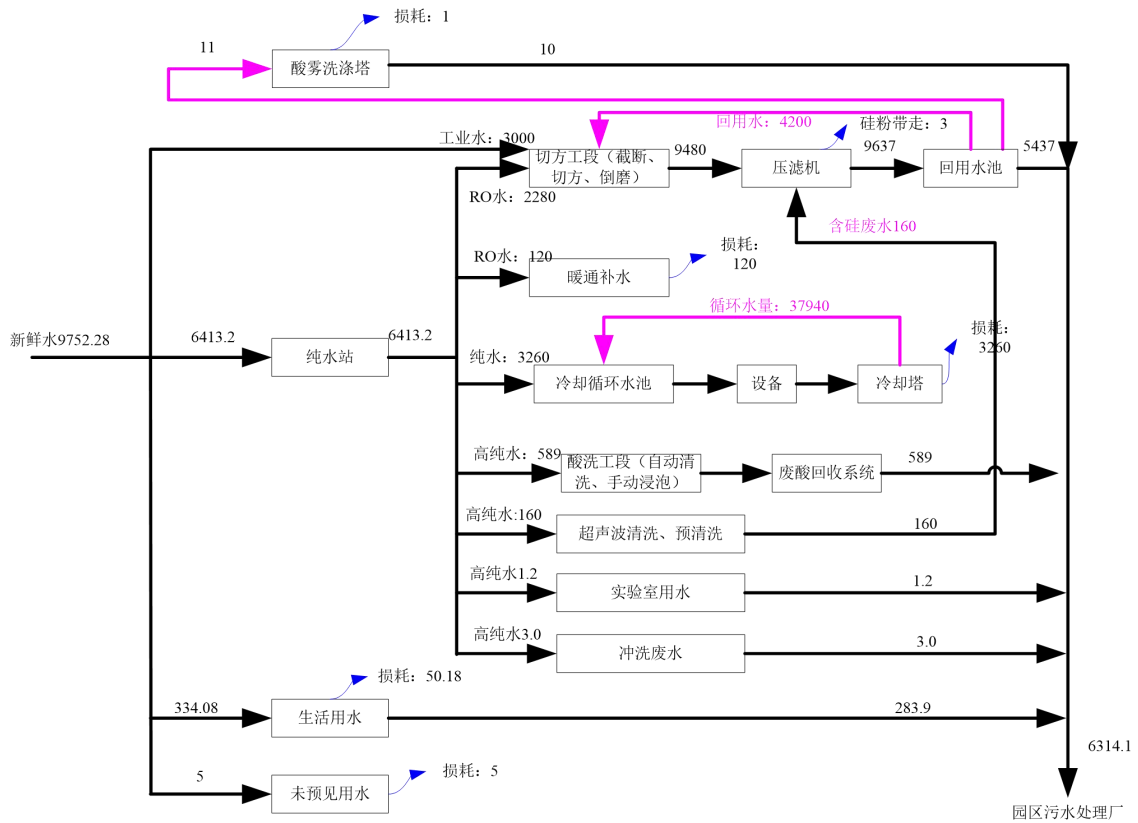 损耗：1
11
10
酸雾洗涤塔
回用水：4200
硅粉带走：3
工业水：3000
9480
9637
5437
切方工段（截断、
切方、倒磨）
压滤机
回用水池
RO水：2280
含硅废水160
RO水：120
损耗：
120
暖通补水
循环水量：37940
新鲜水9752.28
6413.2
6413.2
损耗：
3260
纯水站
纯水：3260
冷却循环水池
设备
冷却塔
高纯水：589
589
酸洗工段（自动清
洗、手动浸泡）
废酸回收系统
高纯水:160
160
超声波清洗、预清洗
高纯水1.2
1.2
实验室用水
高纯水3.0
3.0
冲洗废水
损耗：50.18
334.08
283.9
生活用水
6314.1
5
损耗：5
未预见用水
园区污水处理厂